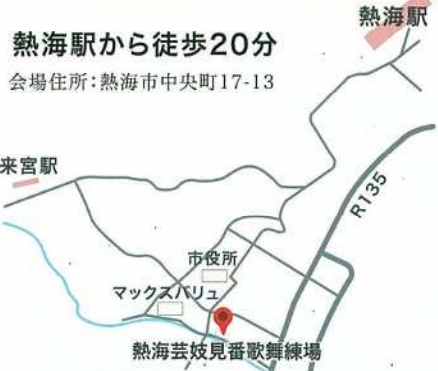 熱海駅
熱海駅から徒歩20分
会場住所:熱海市中央町17-13
来宮駅
R135
市役所
マックスバリュ
熱海芸妓見番歌舞練場